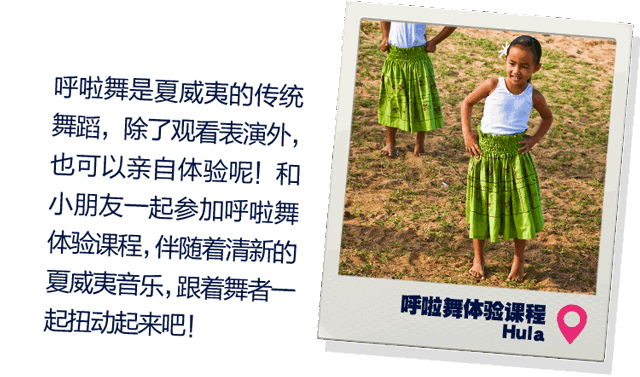 呼啦舞是夏威夷的传统
舞蹈，除了观看表演外，
也可以亲自体验呢！和
小朋友一起参加呼啦舞
体验课程，伴随着清新的
夏威夷音乐，跟着舞者一
起扭动起来吧！
呼啦舞体验课程
Hula